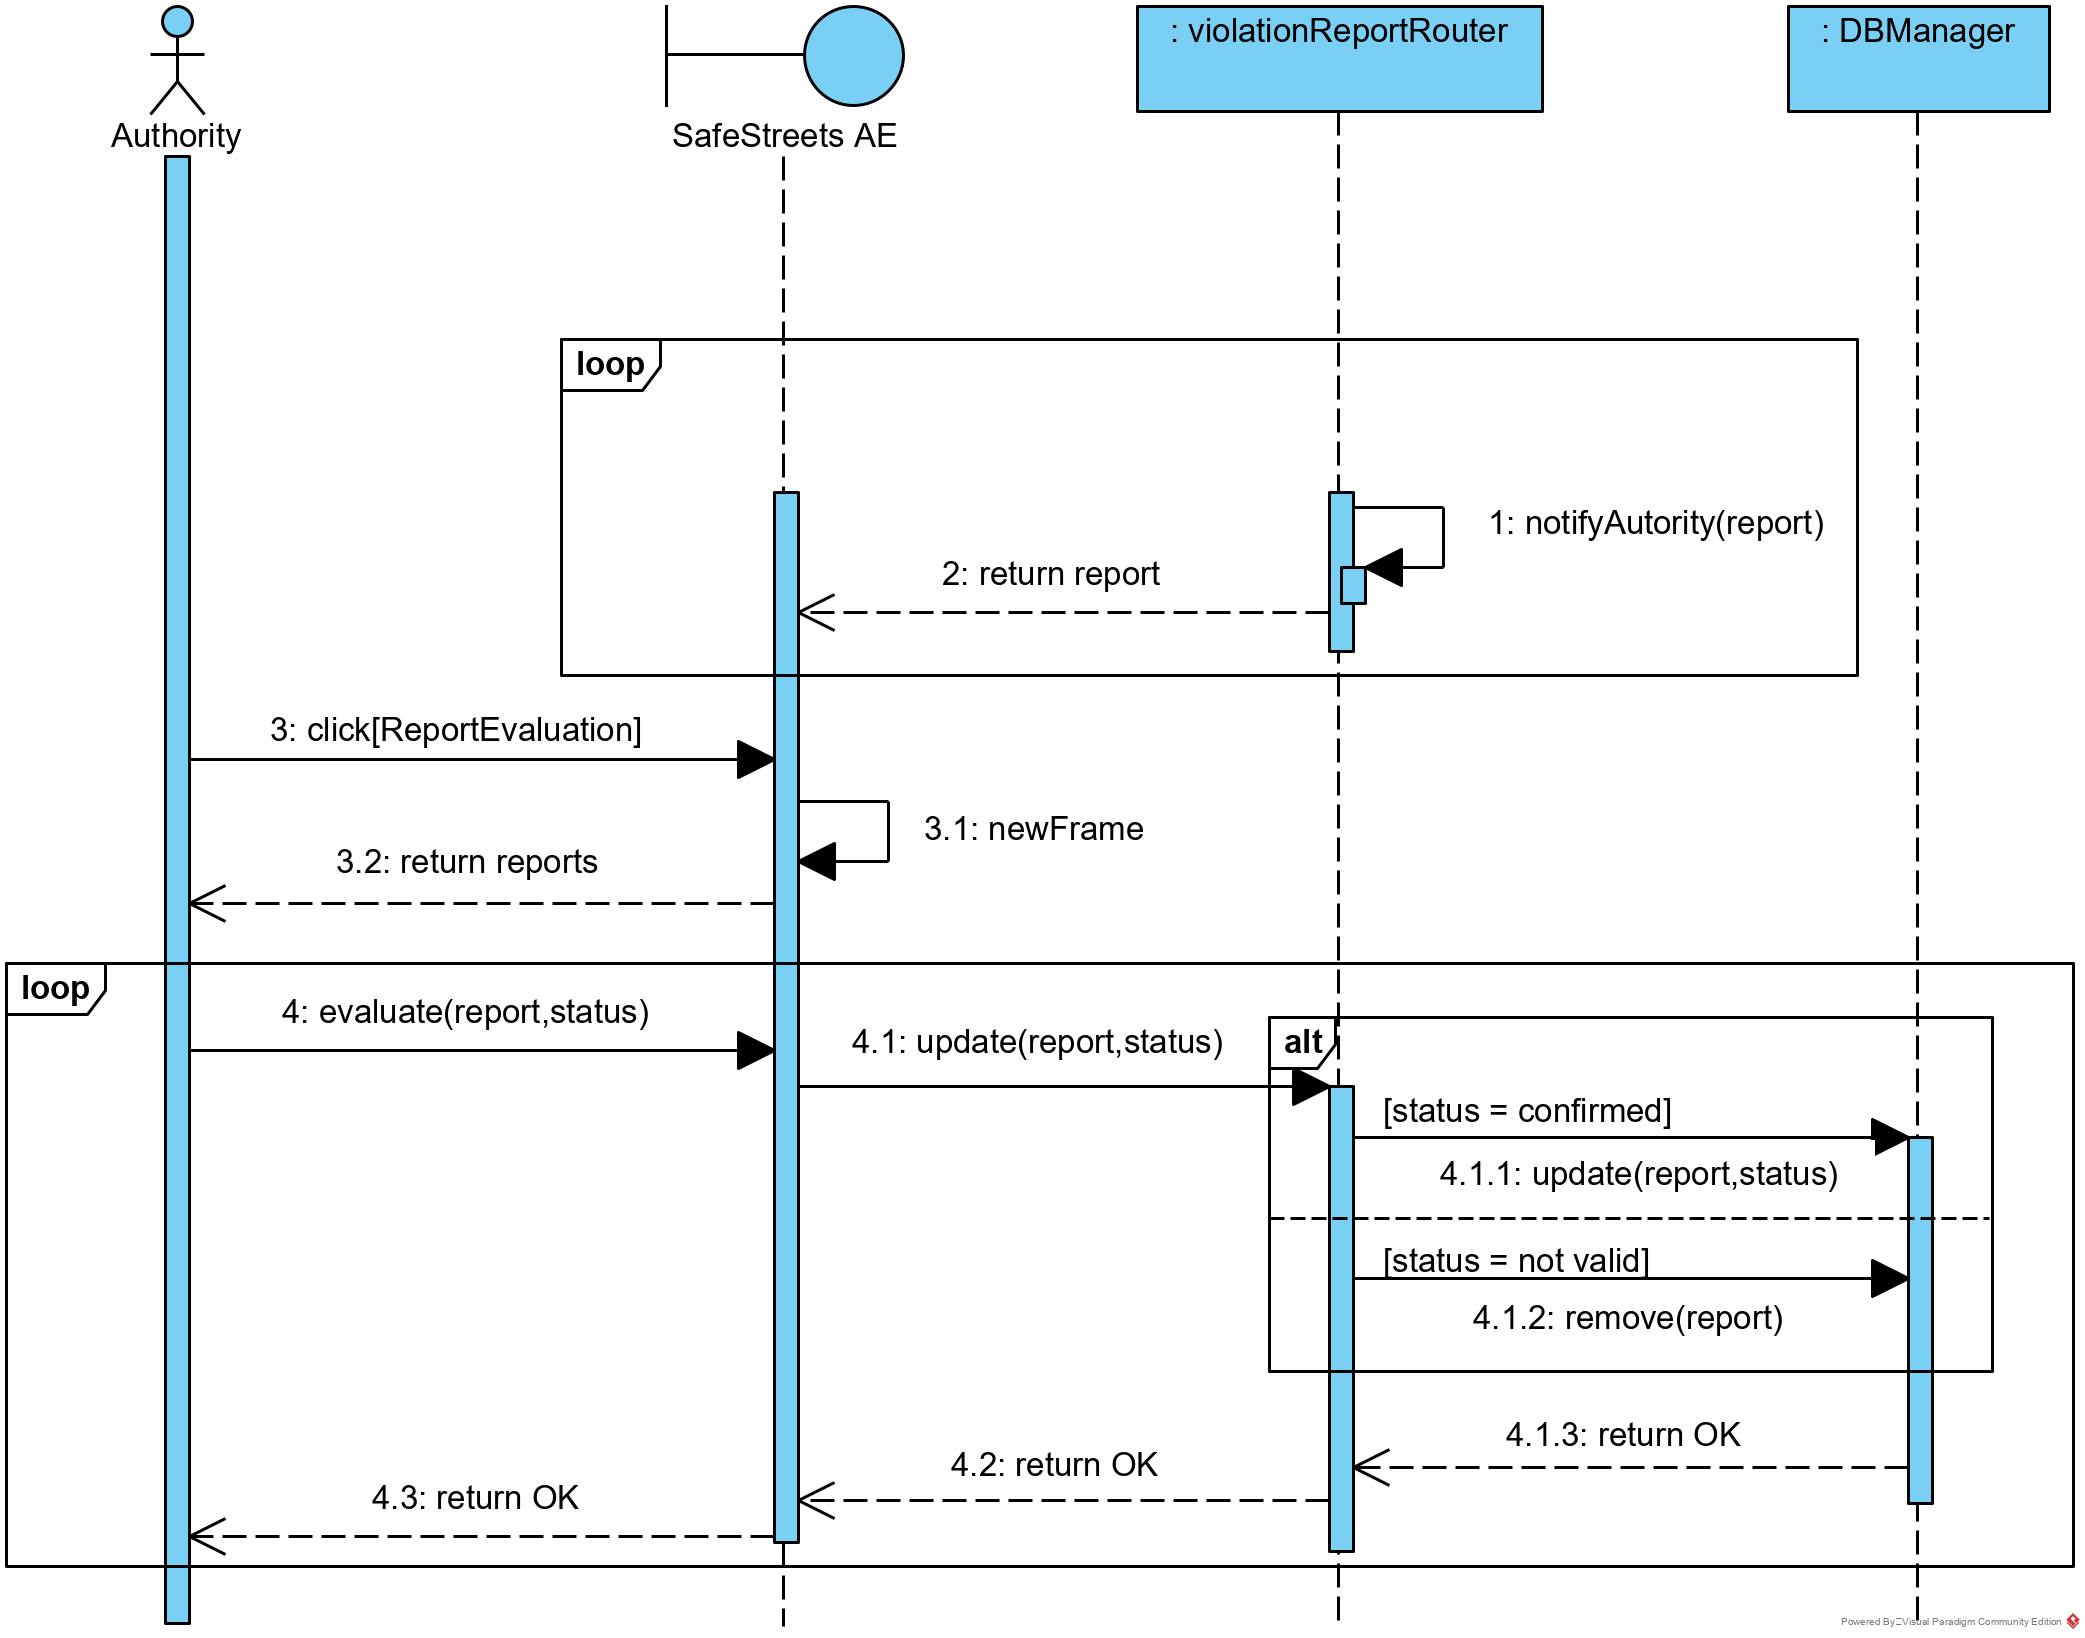 : violationReportRouter
: DBManager
Authority
SafeStreets AE
loop
1: notifyAutority(report)
2: return report
3: click[ReportEvaluation]
3.1: newFrame
3.2: return reports
loop
4: evaluate(report,status)
4.1: update(report,status)
alt
[status = confirmed]
4.1.1: update(report,status)
[status = not valid]
4.1.2: remove(report)
4.1.3: return OK
4.2: return OK
4.3: return OK
Powered By Visual Paradigm Community Edition